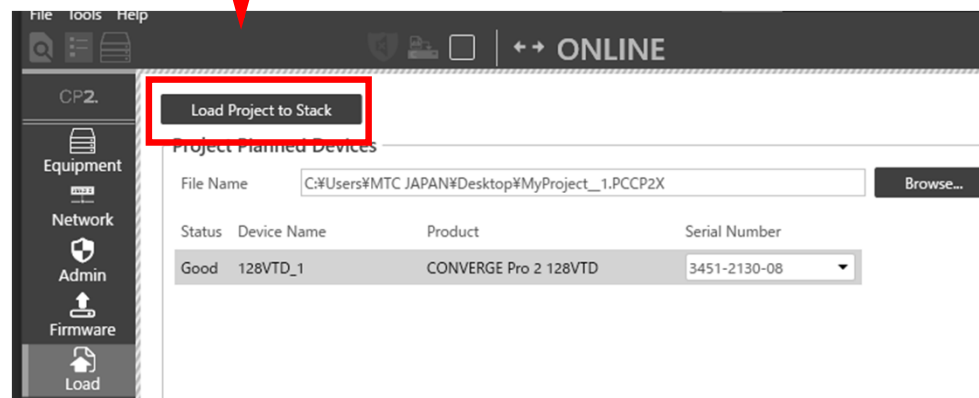 File Tools Help
ONLINE
CP2.
Load Project to Stack
Project Planned Devices
Equipment
File Name C:¥Users¥MTC JAPAN¥Desktop¥MyProject__1.PCCP2X Browse...
Network
Status Device Name Product Serial Number
Admin
Good 128VTD_1 CONVERGE Pro 2 128VTD 3451-2130-08
Firmware
Load